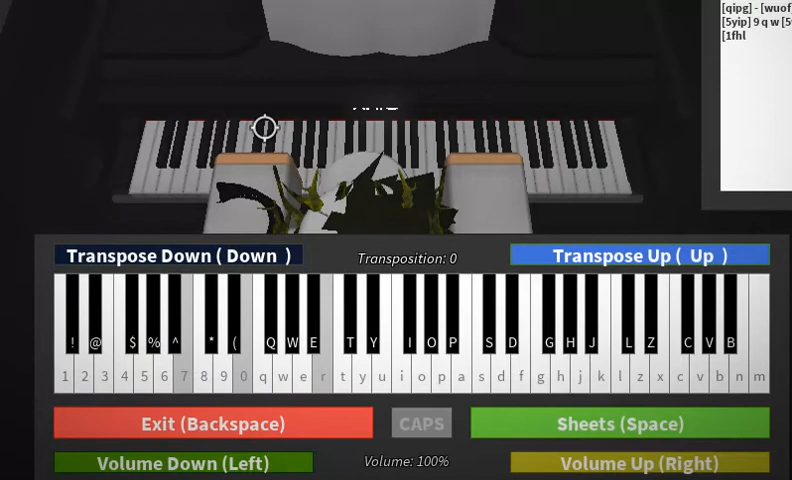 [qipg] - [wuof
[5yip] 9 q w [5
[1fhl
Transpose Down ( Down )
Transposition: 0
Transpose Up ( Up )
! @ $ % ^ * ( Q W E T Y I O P S D G H J L Z C V B
1 2 3 4 5 6 7 8 9 0 q w e r t y u i o p a s d f g h j k l z x c v b n m
Exit (Backspace)
CAPS
Sheets (Space)
Volume Down (Left)
Volume: 100%
Volume Up (Right)